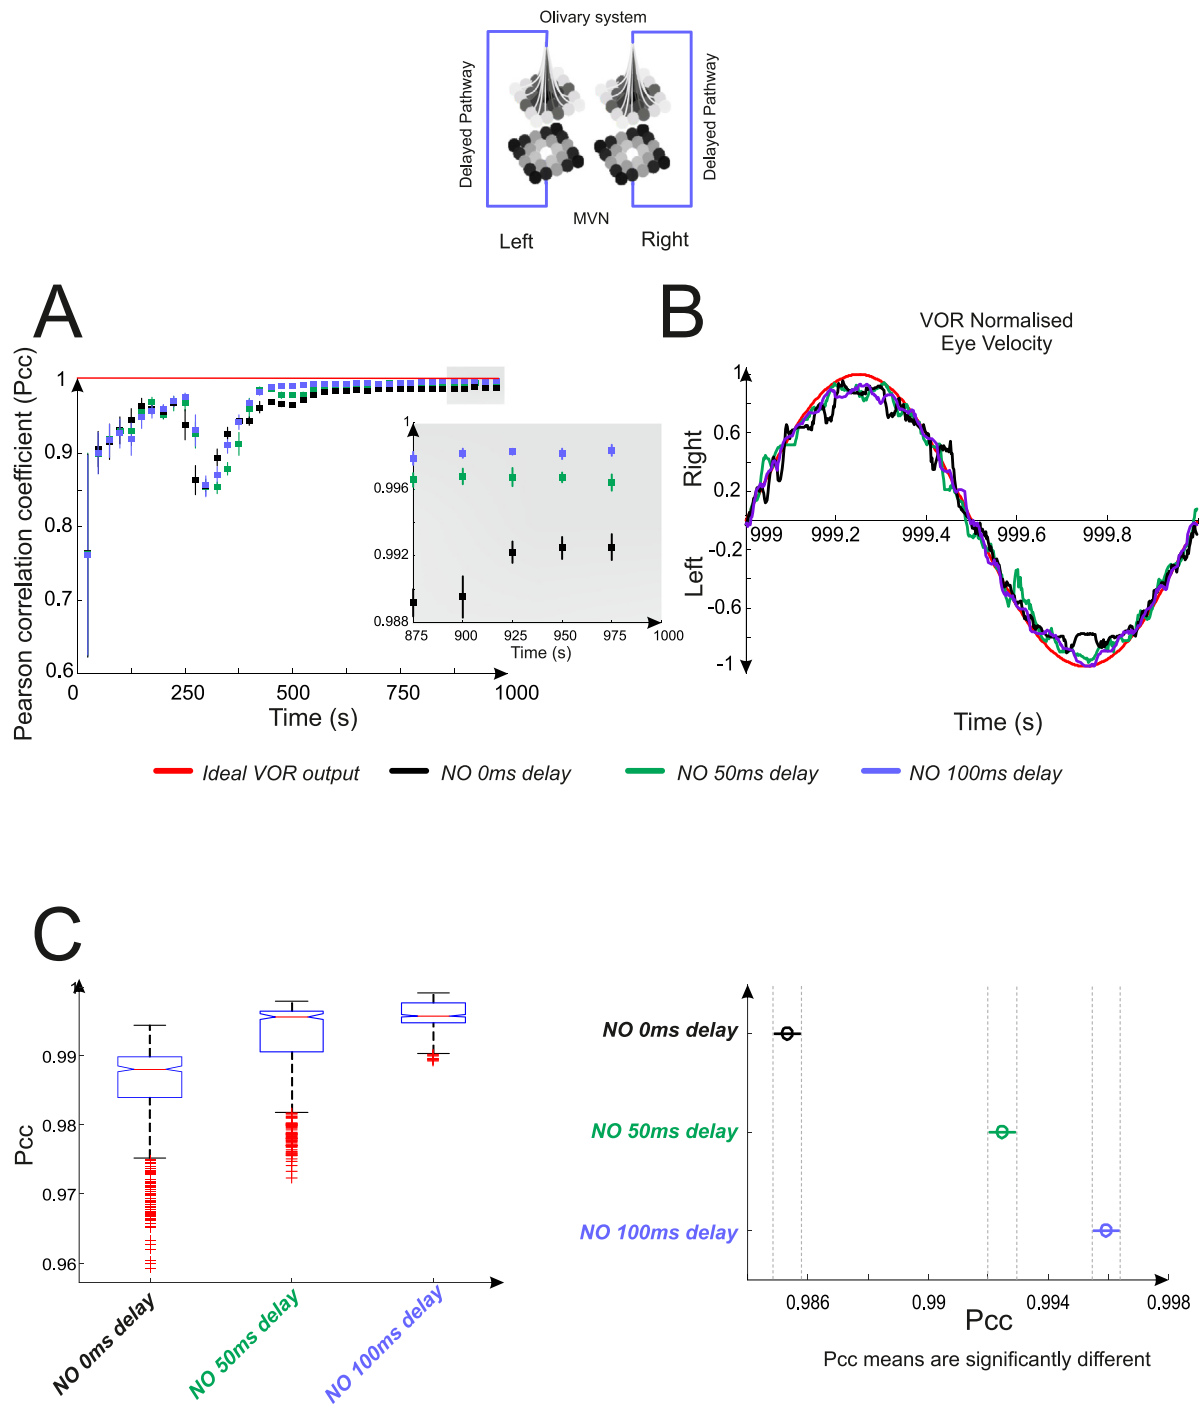 Olivary system
Delayed Pathway
Delayed Pathway
MVN
Left
Right
A
Pearson correlation coefficient (Pcc)
1
0.9
0.8
0.7
0.6
0
250
500
750
1000
Time (s)
1
0.996
0.992
0.988
875
900
925
950
975
1000
Time (s)
B
VOR Normalised
Eye Velocity
Right
Left
1
0.6
0.2
-0.2
-0.6
-1
999
999.2
999.4
999.6
999.8
Time (s)
Ideal VOR output
NO 0ms delay
NO 50ms delay
NO 100ms delay
C
Pcc
1
0.99
0.98
0.97
0.96
NO 0ms delay
NO 50ms delay
NO 100ms delay
NO 0ms delay
NO 50ms delay
NO 100ms delay
0.986
0.99
0.994
0.998
Pcc
Pcc means are significantly different